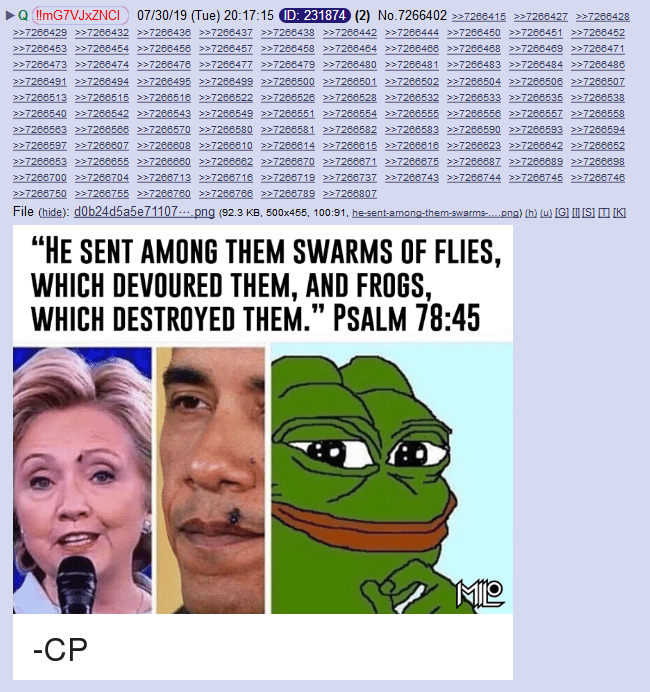 Q !!mG7VJxZNCI 07/30/19 (Tue) 20:17:15 ID: 231874 (2) No.7266402 >>7266415 >>7266427 >>7266428
>>7266429 >>7266432 >>7266436 >>7266437 >>7266438 >>7266442 >>7266444 >>7266450 >>7266451 >>7266452
>>7266453 >>7266454 >>7266456 >>7266457 >>7266458 >>7266464 >>7266466 >>7266468 >>7266469 >>7266471
>>7266473 >>7266474 >>7266476 >>7266477 >>7266479 >>7266480 >>7266481 >>7266483 >>7266484 >>7266486
>>7266491 >>7266494 >>7266495 >>7266499 >>7266500 >>7266501 >>7266502 >>7266504 >>7266506 >>7266507
>>7266513 >>7266515 >>7266516 >>7266522 >>7266526 >>7266528 >>7266532 >>7266533 >>7266535 >>7266538
>>7266540 >>7266542 >>7266543 >>7266549 >>7266551 >>7266554 >>7266555 >>7266556 >>7266557 >>7266558
>>7266563 >>7266566 >>7266570 >>7266580 >>7266581 >>7266582 >>7266583 >>7266590 >>7266593 >>7266594
>>7266597 >>7266607 >>7266608 >>7266610 >>7266614 >>7266615 >>7266616 >>7266623 >>7266642 >>7266652
>>7266653 >>7266655 >>7266660 >>7266662 >>7266670 >>7266671 >>7266675 >>7266687 >>7266689 >>7266698
>>7266700 >>7266704 >>7266713 >>7266716 >>7266719 >>7266737 >>7266743 >>7266744 >>7266745 >>7266746
>>7266750 >>7266755 >>7266760 >>7266766 >>7266789 >>7266807
File (hide): d0b24d5a5e71107⋯.png (92.3 KB, 500x455, 100:91, he-sent-among-them-swarms-….png) (h) (u) [G] [I] [S] [T] [K]
“HE SENT AMONG THEM SWARMS OF FLIES,
WHICH DEVOURED THEM, AND FROGS,
WHICH DESTROYED THEM.” PSALM 78:45
-CP